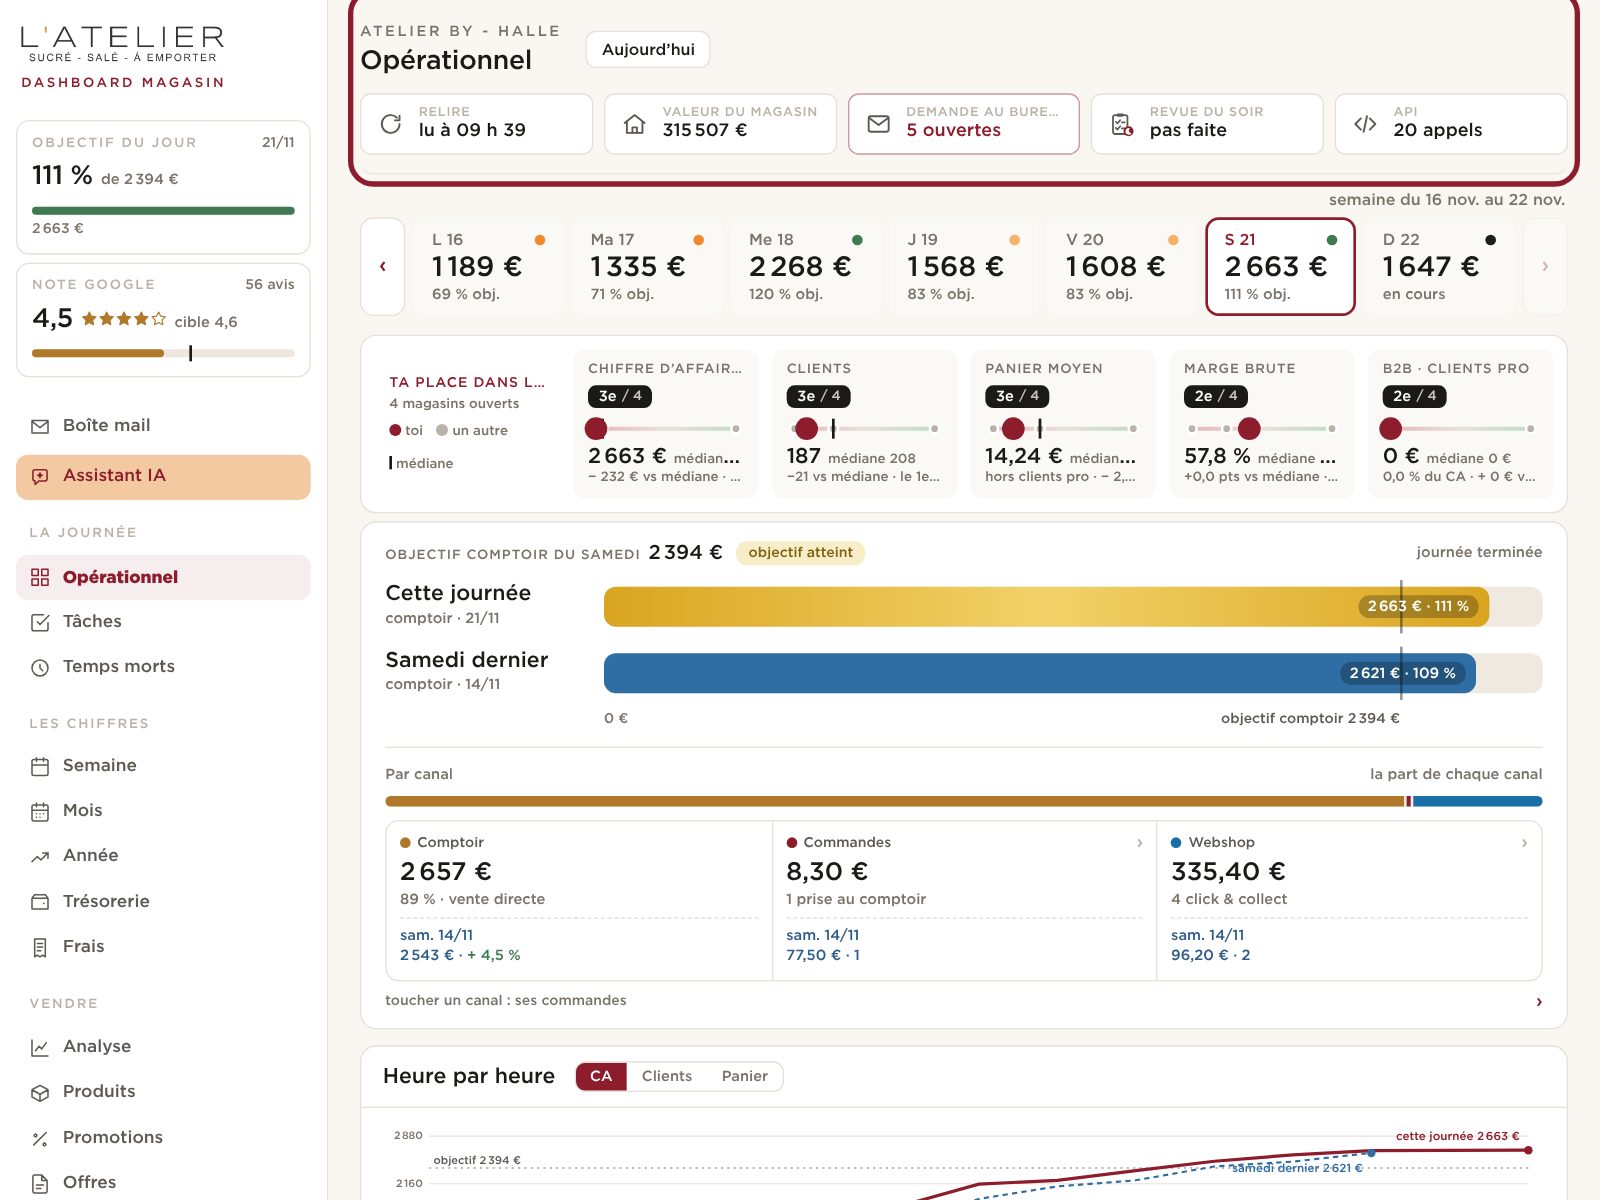 L'ATELIER
SUCRÉ - SALÉ - À EMPORTER
DASHBOARD MAGASIN
OBJECTIF DU JOUR 21/11
111 % de 2 394 €
2 663 €
NOTE GOOGLE 56 avis
4,5 cible 4,6
Boîte mail
Assistant IA
LA JOURNÉE
Opérationnel
Tâches
Temps morts
LES CHIFFRES
Semaine
Mois
Année
Trésorerie
Frais
VENDRE
Analyse
Produits
Promotions
Offres
ATELIER BY - HALLE
Opérationnel
Aujourd'hui
RELIRE
lu à 09 h 39
VALEUR DU MAGASIN
315 507 €
DEMANDE AU BURE...
5 ouvertes
REVUE DU SOIR
pas faite
API
20 appels
semaine du 16 nov. au 22 nov.
L 16
1 189 €
69 % obj.
Ma 17
1 335 €
71 % obj.
Me 18
2 268 €
120 % obj.
J 19
1 568 €
83 % obj.
V 20
1 608 €
83 % obj.
S 21
2 663 €
111 % obj.
D 22
1 647 €
en cours
TA PLACE DANS L...
4 magasins ouverts
toi un autre
médiane
CHIFFRE D'AFFAIR...
3e / 4
2 663 € médian...
− 232 € vs médiane · ...
CLIENTS
3e / 4
187 médiane 208
−21 vs médiane · le 1e...
PANIER MOYEN
3e / 4
14,24 € médian...
hors clients pro · − 2,...
MARGE BRUTE
2e / 4
57,8 % médiane ...
+0,0 pts vs médiane ·...
B2B · CLIENTS PRO
2e / 4
0 € médiane 0 €
0,0 % du CA · + 0 € v...
OBJECTIF COMPTOIR DU SAMEDI 2 394 € objectif atteint journée terminée
Cette journée
comptoir · 21/11
2 663 € · 111 %
Samedi dernier
comptoir · 14/11
2 621 € · 109 %
0 € objectif comptoir 2 394 €
Par canal la part de chaque canal
Comptoir
2 657 €
89 % · vente directe
sam. 14/11
2 543 € · + 4,5 %
Commandes
8,30 €
1 prise au comptoir
sam. 14/11
77,50 € · 1
Webshop
335,40 €
4 click & collect
sam. 14/11
96,20 € · 2
toucher un canal : ses commandes
Heure par heure CA Clients Panier
2 880
cette journée 2 663 €
objectif 2 394 €
samedi dernier 2 621 €
2 160